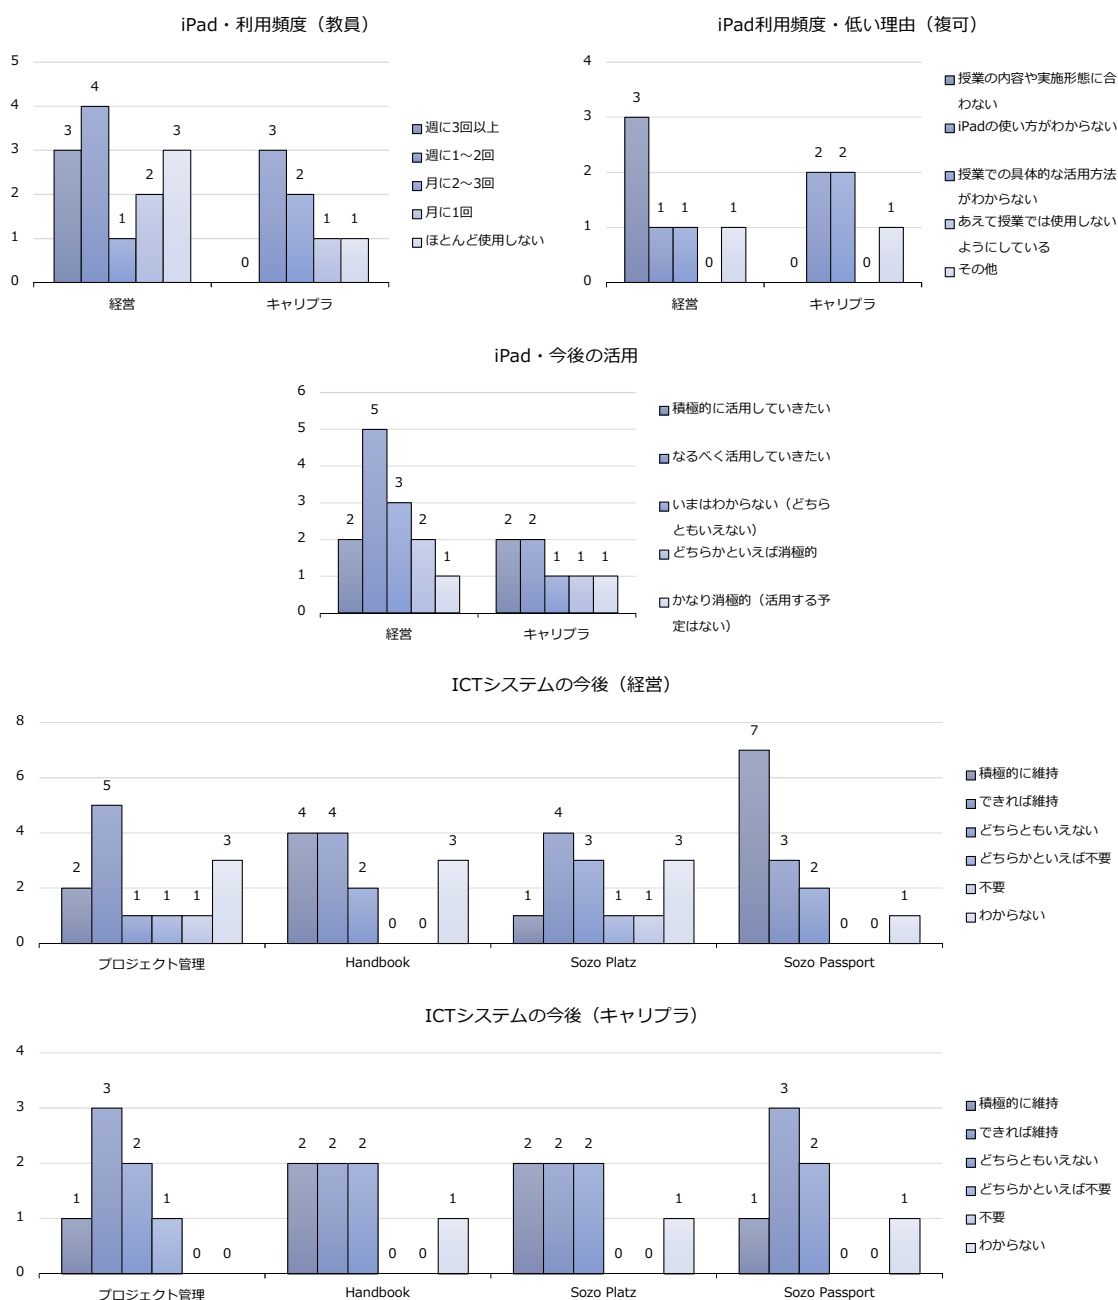 iPad・利用頻度（教員）
5
4
3
2
1
0
3
4
1
2
3
0
3
2
1
1
経営
キャリプラ
週に3回以上
週に1～2回
月に2～3回
月に1回
ほとんど使用しない
iPad利用頻度・低い理由（複可）
4
3
2
1
0
3
1
1
0
1
0
2
2
0
1
経営
キャリプラ
授業の内容や実施形態に合
わない
iPadの使い方がわからない
授業での具体的な活用方法
がわからない
あえて授業では使用しない
ようにしている
その他
iPad・今後の活用
6
5
4
3
2
1
0
2
5
3
2
1
2
2
1
1
1
経営
キャリプラ
積極的に活用していきたい
なるべく活用していきたい
いまはわからない（どちら
ともいえない）
どちらかといえば消極的
かなり消極的（活用する予
定はない）
ICTシステムの今後（経営）
8
6
4
2
0
2
5
1
1
1
3
4
4
2
0
0
3
1
4
3
1
1
3
7
3
2
0
0
1
プロジェクト管理
Handbook
Sozo Platz
Sozo Passport
積極的に維持
できれば維持
どちらともいえない
どちらかといえば不要
不要
わからない
ICTシステムの今後（キャリプラ）
4
3
2
1
0
1
3
2
1
0
0
2
2
2
0
0
1
2
2
2
0
0
1
1
3
2
0
0
1
プロジェクト管理
Handbook
Sozo Platz
Sozo Passport
積極的に維持
できれば維持
どちらともいえない
どちらかといえば不要
不要
わからない